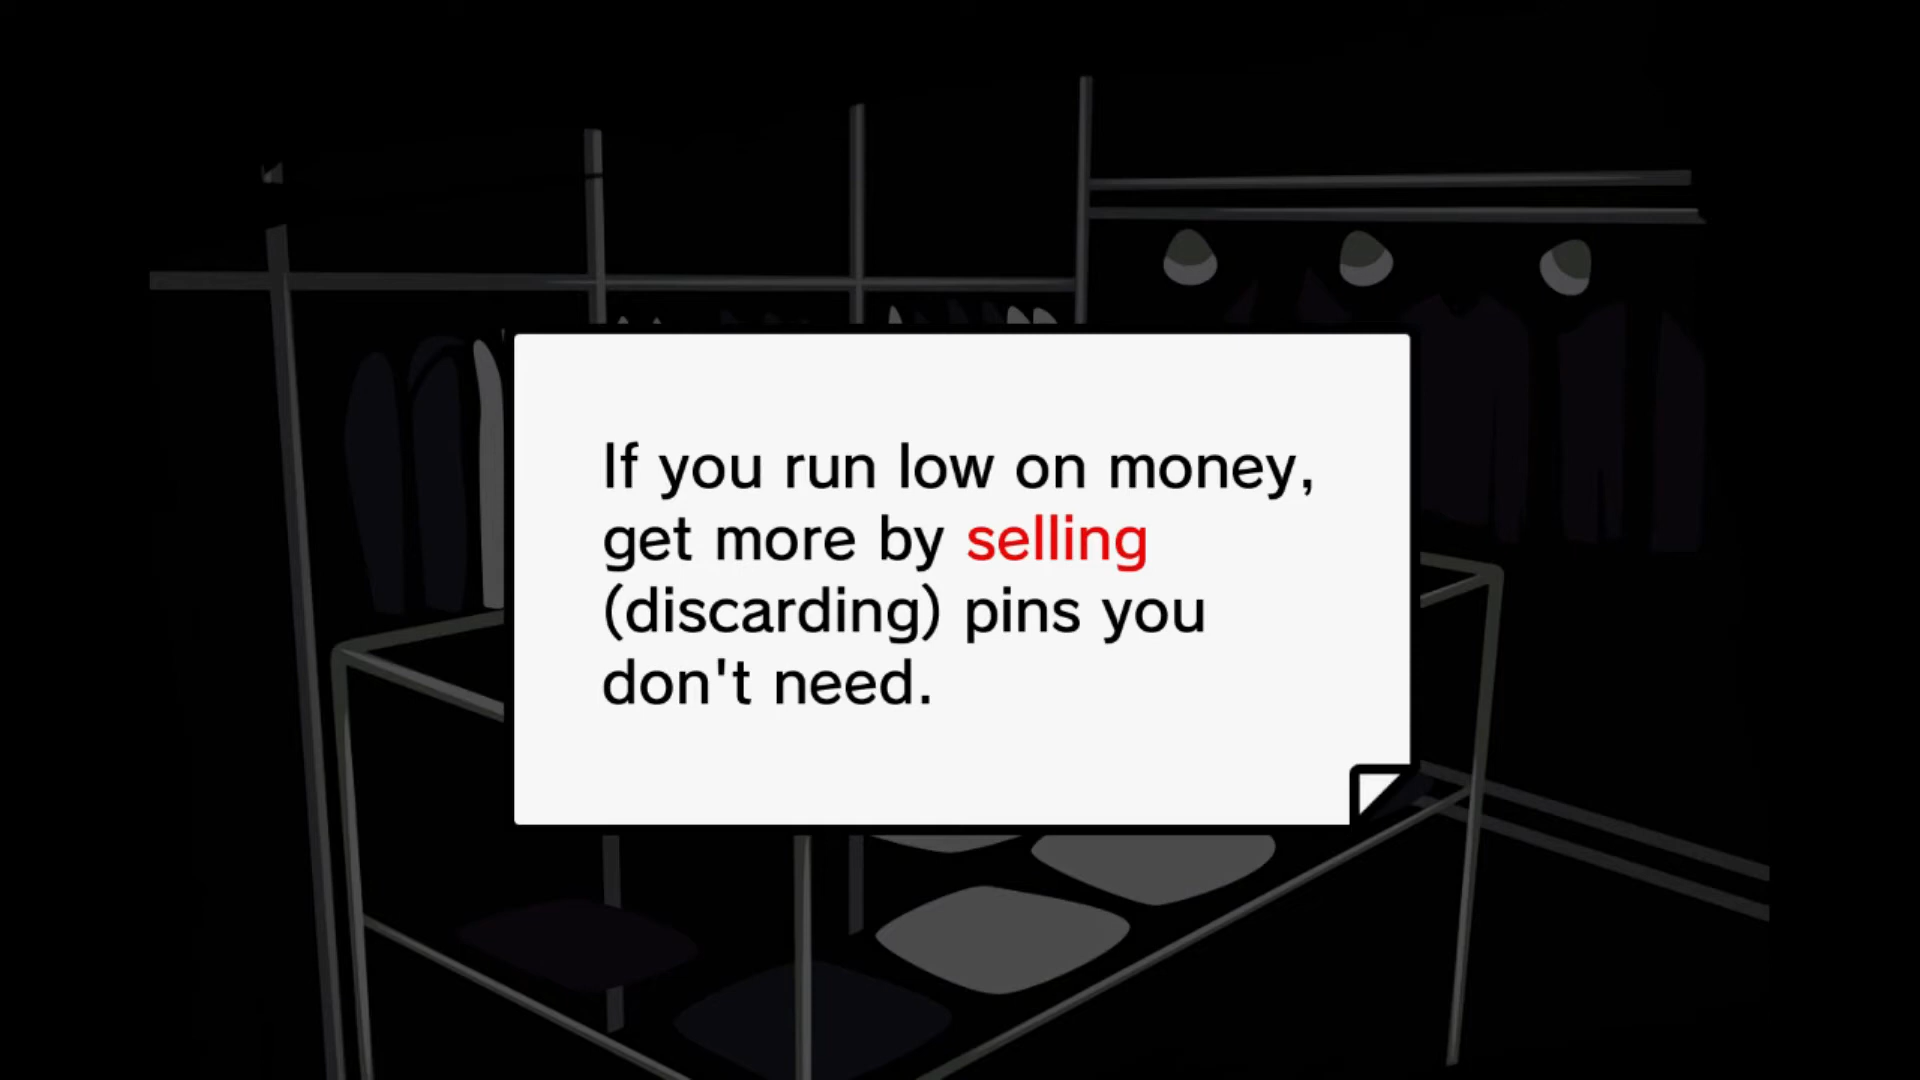 If you run low on money,
get more by selling
(discarding) pins you
don't need.